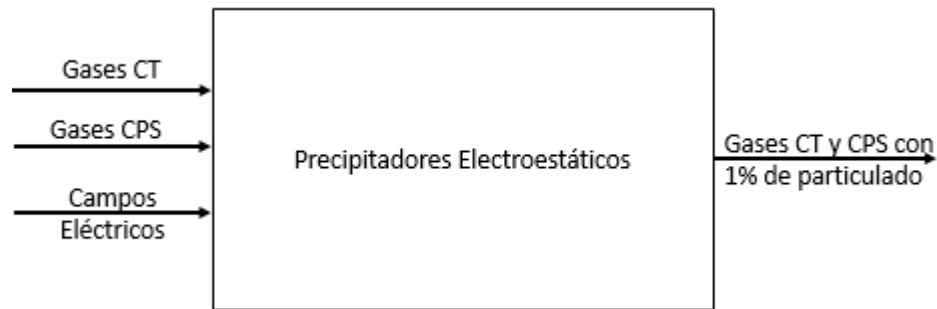 Gases CT
Gases CPS
Campos
Eléctricos
Precipitadores Electroestáticos
Gases CT y CPS con
1% de particulado